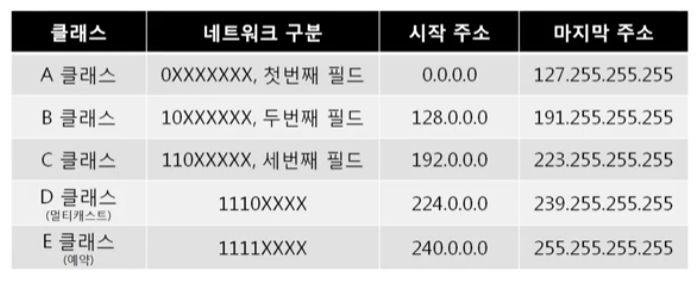 클래스 네트워크 구분 시작 주소 마지막 주소
A 클래스 0XXXXXXX, 첫번째 필드 0.0.0.0 127.255.255.255
B 클래스 10XXXXXX, 두번째 필드 128.0.0.0 191.255.255.255
C 클래스 110XXXXX, 세번째 필드 192.0.0.0 223.255.255.255
D 클래스 1110XXXX 224.0.0.0 239.255.255.255
(멀티캐스트)
E 클래스 1111XXXX 240.0.0.0 255.255.255.255
(예약)